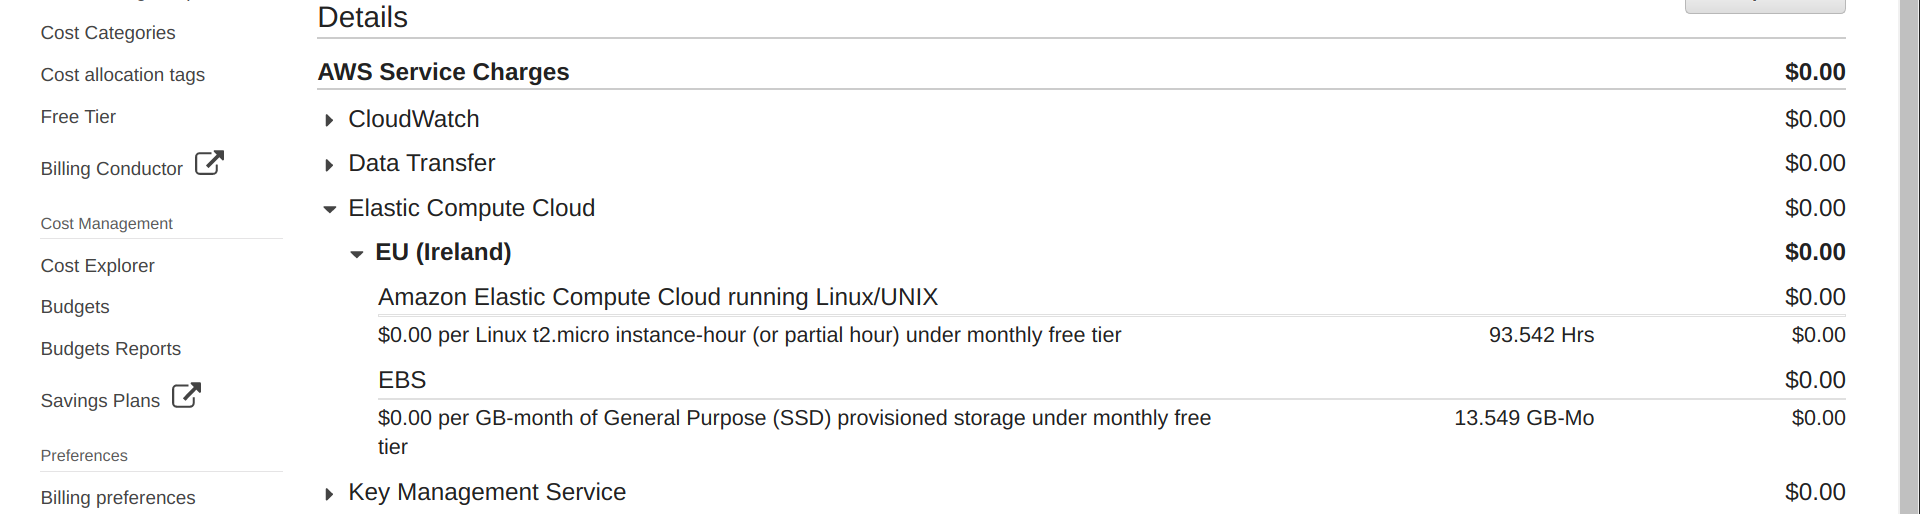 Cost Categories
Cost allocation tags
Free Tier
Billing Conductor
Cost Management
Cost Explorer
Budgets
Budgets Reports
Savings Plans
Preferences
Billing preferences
Details
AWS Service Charges $0.00
CloudWatch $0.00
Data Transfer $0.00
Elastic Compute Cloud $0.00
EU (Ireland) $0.00
Amazon Elastic Compute Cloud running Linux/UNIX $0.00
$0.00 per Linux t2.micro instance-hour (or partial hour) under monthly free tier 93.542 Hrs $0.00
EBS $0.00
$0.00 per GB-month of General Purpose (SSD) provisioned storage under monthly free 13.549 GB-Mo $0.00
tier
Key Management Service $0.00